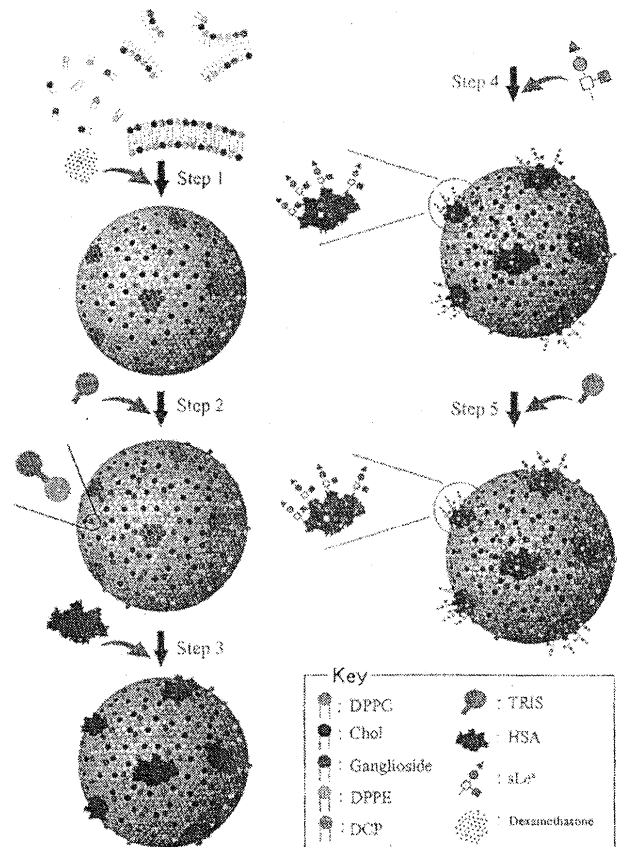 Step 1
Step 2
Step 3
Step 4
Step 5
Key
: DPPC
: Chol
: Ganglioside
: DPPE
: DCP
: TRIS
: HSA
: sLeˣ
: Dexamethasone